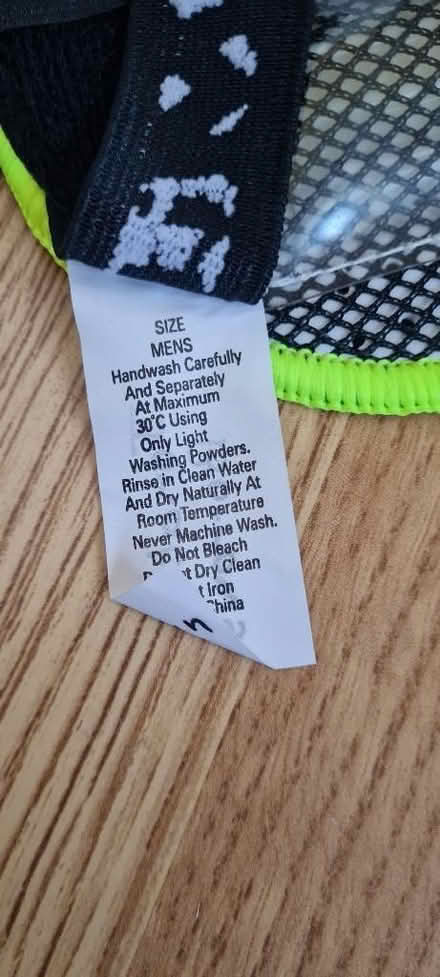 SIZE
MENS
Handwash Carefully
And Separately
At Maximum
30°C Using
Only Light
Washing Powders.
Rinse in Clean Water
And Dry Naturally At
Room Temperature
Never Machine Wash.
Do Not Bleach
Dry Clean
Iron